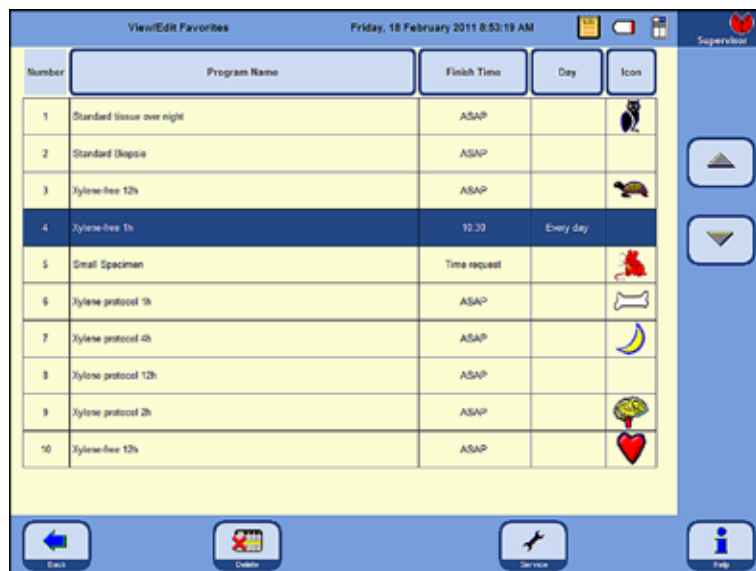 View/Edit Favorites Friday, 18 February 2011 8:53:19 AM
Supervisor
Number Program Name Finish Time Day Icon
1 Standard tissue over night ASAP
2 Standard Biopsie ASAP
3 Xylene-free 12h ASAP
4 Xylene-free 1h 10:30 Every day
5 Small Specimen Time request
6 Xylene protocol 1h ASAP
7 Xylene protocol 4h ASAP
8 Xylene protocol 12h ASAP
9 Xylene protocol 2h ASAP
10 Xylene-free 12h ASAP
Back Delete Service Help